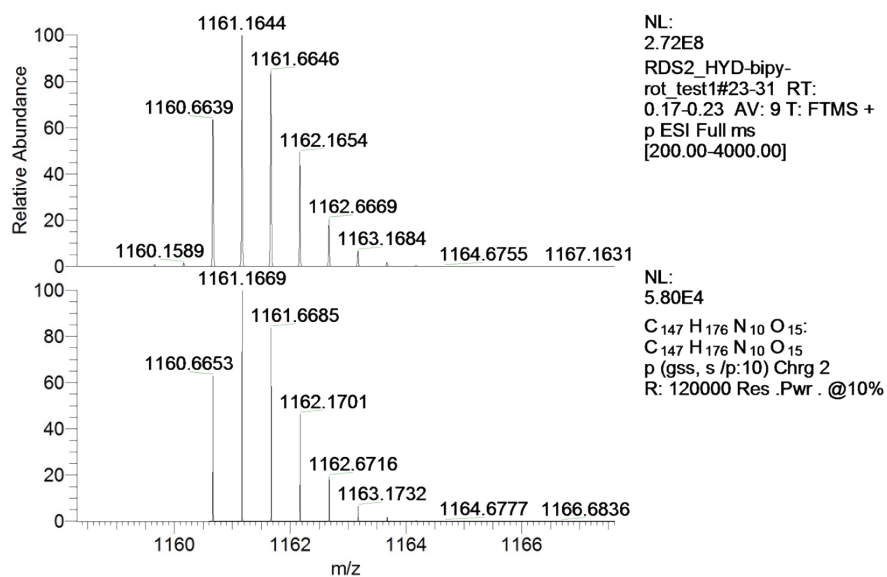 1161.1644
100
1161.6646
80
1160.6639
60
1162.1654
40
1162.6669
20
1163.1684
1160.1589
1164.6755 1167.1631
0
Relative Abundance
NL:
2.72E8
RDS2_HYD-bipy-
rot_test1#23-31 RT:
0.17-0.23 AV: 9 T: FTMS +
p ESI Full ms
[200.00-4000.00]
1161.1669
100
1161.6685
80
1160.6653
60
1162.1701
40
1162.6716
20
1163.1732
1164.6777 1166.6836
0
1160 1162 1164 1166
m/z
NL:
5.80E4
C 147 H 176 N 10 O 15:
C 147 H 176 N 10 O 15
p (gss, s /p:10) Chrg 2
R: 120000 Res .Pwr . @10%